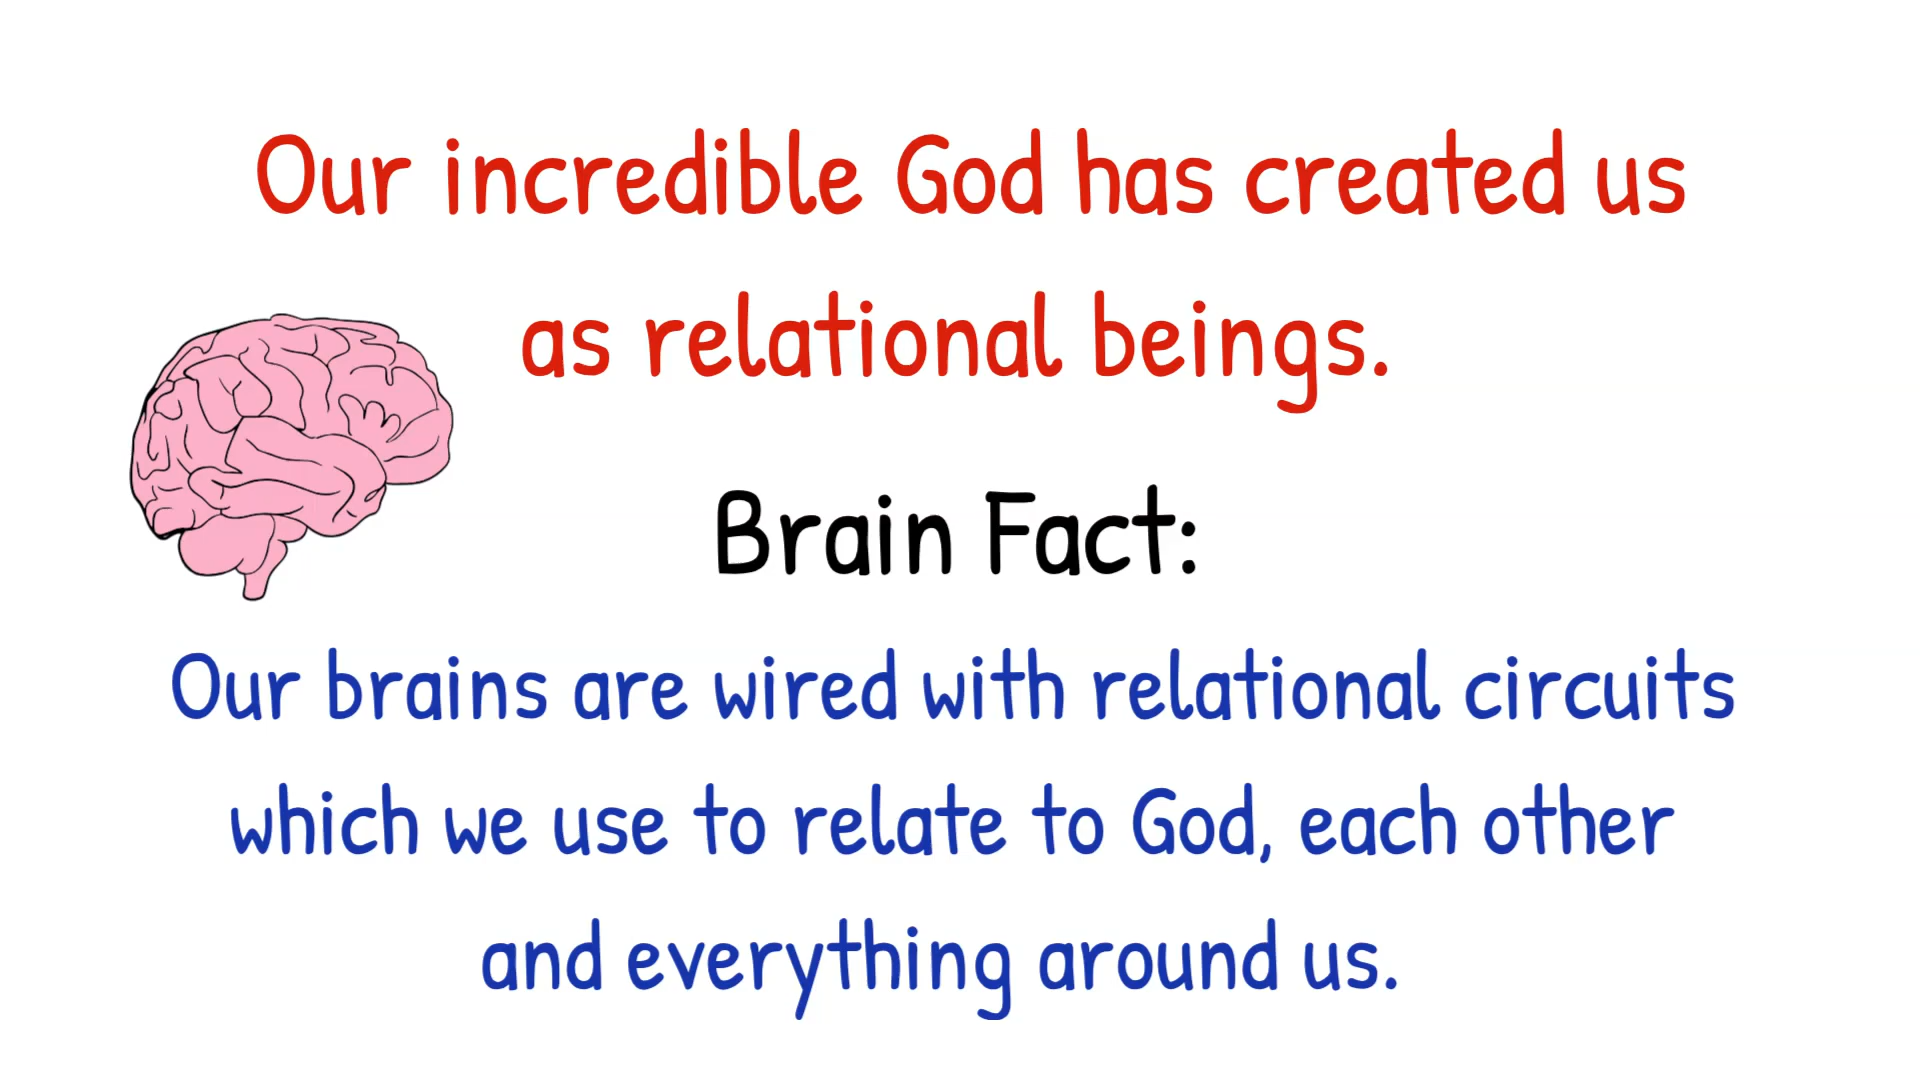 Our incredible God has created us
as relational beings.
Brain Fact:
Our brains are wired with relational circuits
which we use to relate to God, each other
and everything around us.